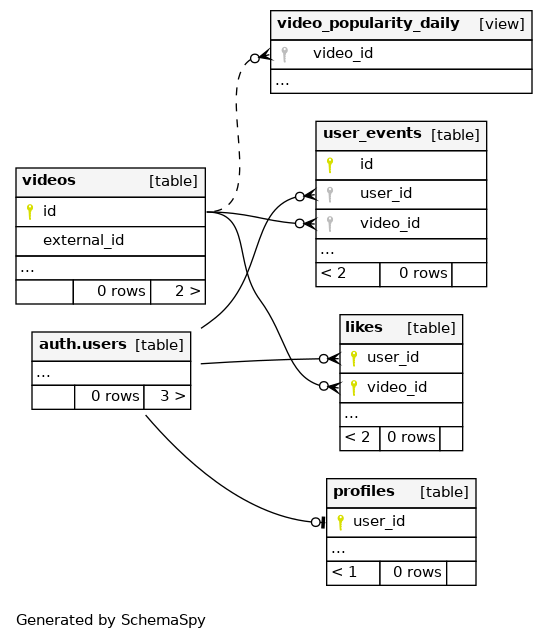 video_popularity_daily [view]
video_id
...
user_events [table]
id
user_id
video_id
...
< 2 0 rows
videos [table]
id
external_id
...
0 rows 2 >
auth.users [table]
...
0 rows 3 >
likes [table]
user_id
video_id
...
< 2 0 rows
profiles [table]
user_id
...
< 1 0 rows
Generated by SchemaSpy